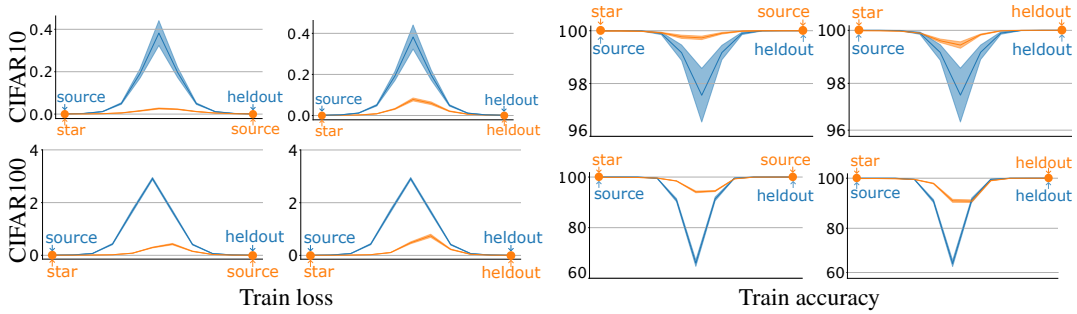 CIFAR10
0.4
0.2
0.0
source
heldout
star
source
0.4
0.2
0.0
source
heldout
star
heldout
100
98
96
star
source
source
heldout
100
98
96
star
heldout
source
heldout
CIFAR100
4
2
0
source
heldout
star
source
4
2
0
source
heldout
star
heldout
100
80
60
star
source
source
heldout
100
80
60
star
heldout
source
heldout
Train loss
Train accuracy